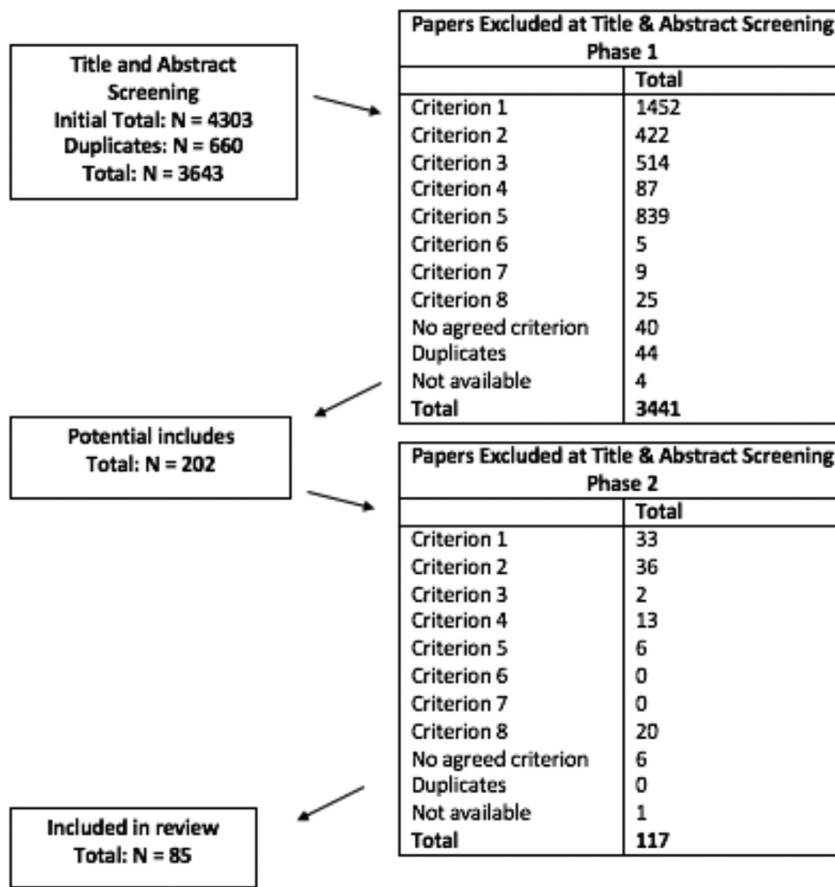 Title and Abstract
Screening
Initial Total: N = 4303
Duplicates: N = 660
Total: N = 3643
Papers Excluded at Title & Abstract Screening
Phase 1
Total
Criterion 1 1452
Criterion 2 422
Criterion 3 514
Criterion 4 87
Criterion 5 839
Criterion 6 5
Criterion 7 9
Criterion 8 25
No agreed criterion 40
Duplicates 44
Not available 4
Total 3441
Potential includes
Total: N = 202
Papers Excluded at Title & Abstract Screening
Phase 2
Total
Criterion 1 33
Criterion 2 36
Criterion 3 2
Criterion 4 13
Criterion 5 6
Criterion 6 0
Criterion 7 0
Criterion 8 20
No agreed criterion 6
Duplicates 0
Not available 1
Total 117
Included in review
Total: N = 85